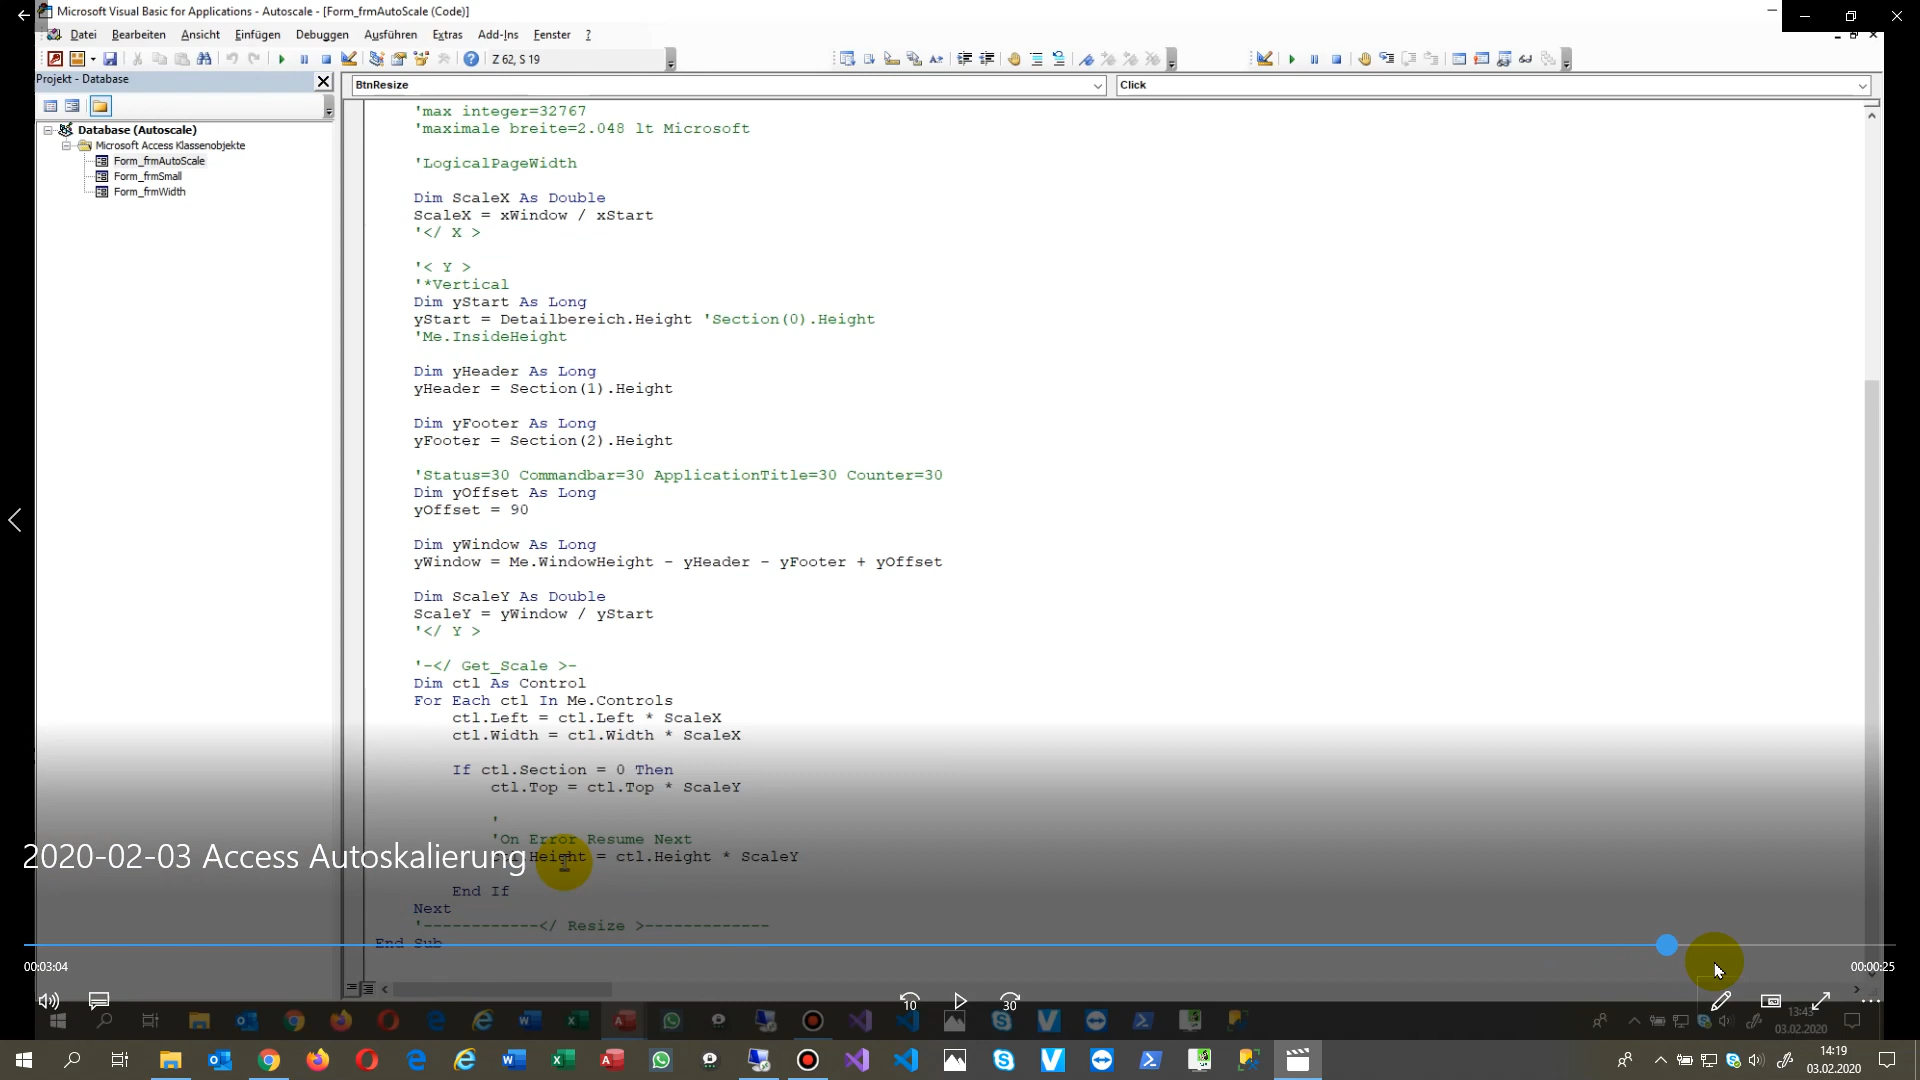 Microsoft Visual Basic for Applications - Autoscale - [Form_frmAutoScale (Code)]
Datei Bearbeiten Ansicht Einfügen Debuggen Ausführen Extras Add-Ins Fenster ?
Z 62, S 19
Projekt - Database
BtnResize
Click
Database (Autoscale)
Microsoft Access Klassenobjekte
Form_frmAutoScale
Form_frmSmall
Form_frmWidth
'max integer=32767
'maximale breite=2.048 lt Microsoft
'LogicalPageWidth
Dim ScaleX As Double
ScaleX = xWindow / xStart
'</ X >
'< Y >
'*Vertical
Dim yStart As Long
yStart = Detailbereich.Height 'Section(0).Height
'Me.InsideHeight
Dim yHeader As Long
yHeader = Section(1).Height
Dim yFooter As Long
yFooter = Section(2).Height
'Status=30 Commandbar=30 ApplicationTitle=30 Counter=30
Dim yOffset As Long
yOffset = 90
Dim yWindow As Long
yWindow = Me.WindowHeight - yHeader - yFooter + yOffset
Dim ScaleY As Double
ScaleY = yWindow / yStart
'</ Y >
'-</ Get_Scale >-
Dim ctl As Control
For Each ctl In Me.Controls
ctl.Left = ctl.Left * ScaleX
ctl.Width = ctl.Width * ScaleX
If ctl.Section = 0 Then
ctl.Top = ctl.Top * ScaleY
'
'On Error Resume Next
.Height = ctl.Height * ScaleY
2020-02-03 Access Autoskalierung
End If
Next
'------------</ Resize >-------------
End Sub
00:03:04
00:00:25
10
30
13:43
03.02.2020
14:19
03.02.2020